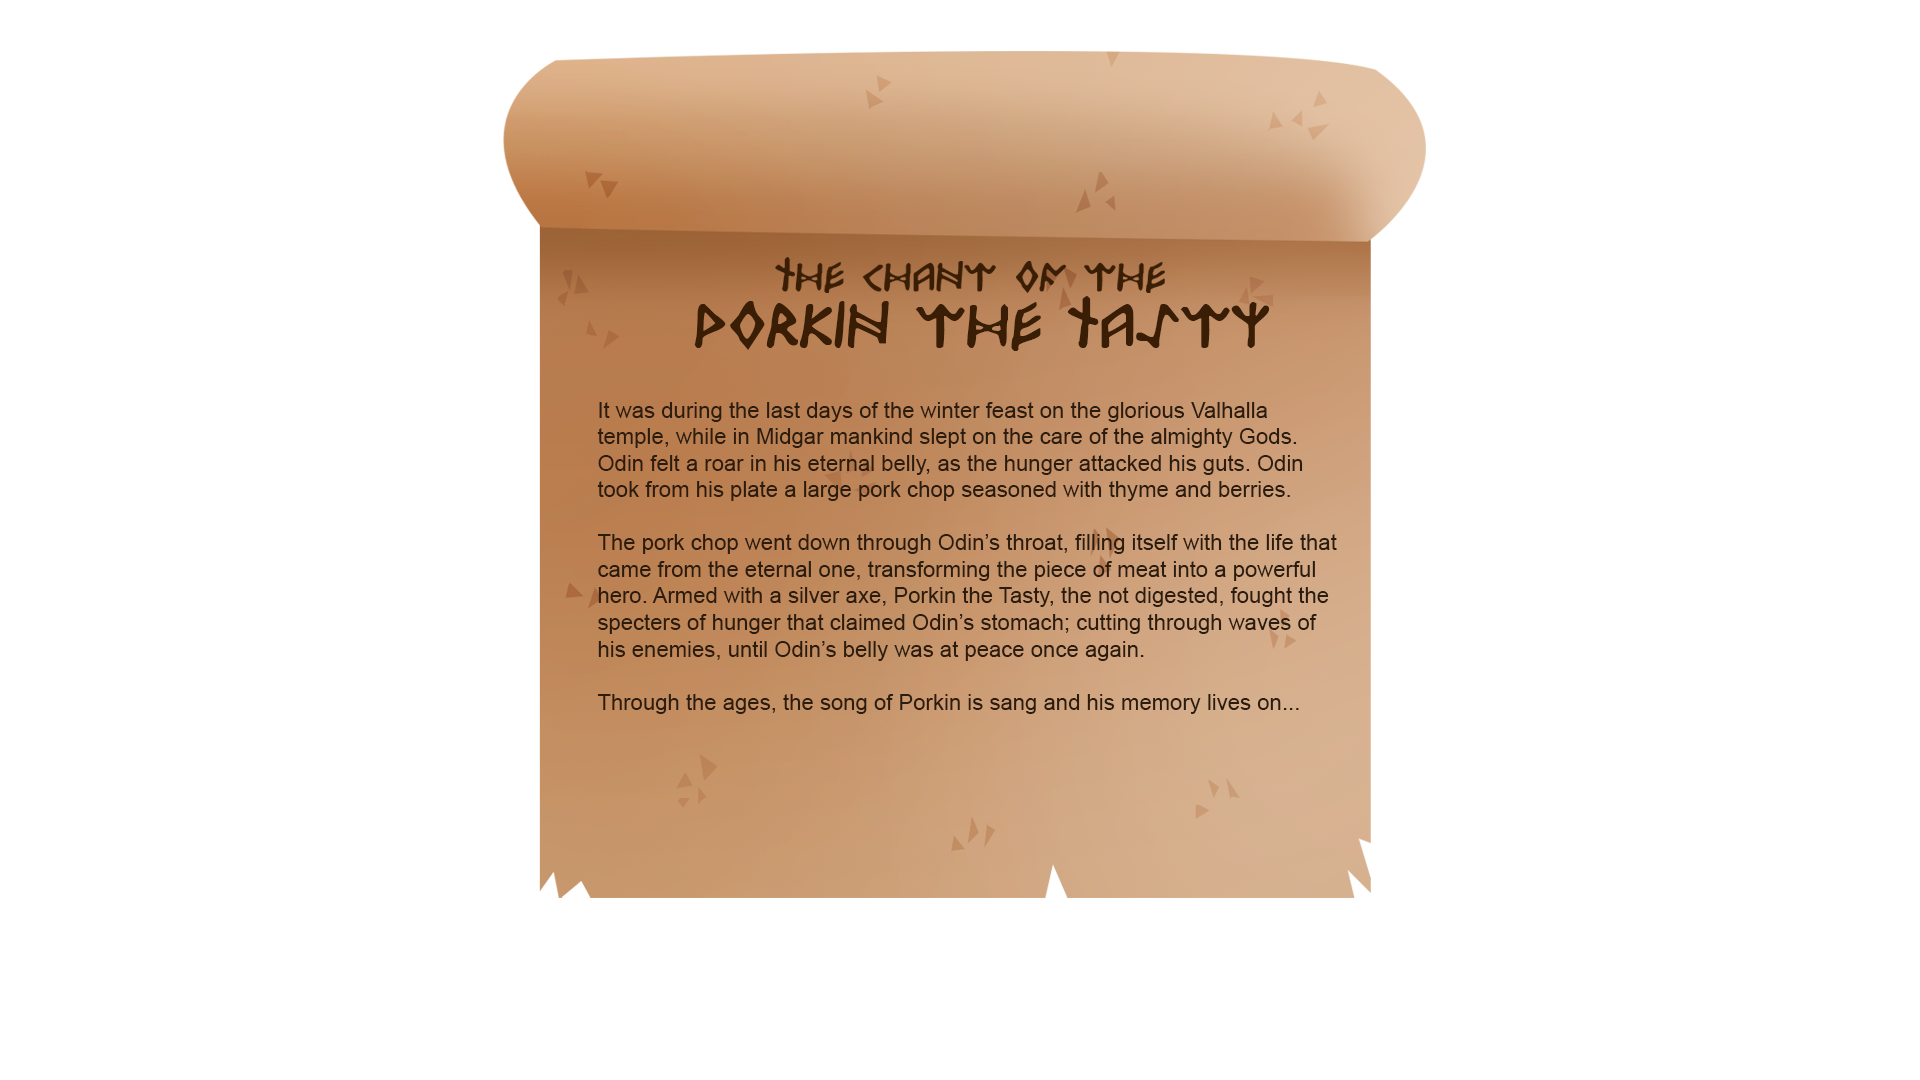 THE CHANT OF THE
PORKIN THE TASTY
It was during the last days of the winter feast on the glorious Valhalla
temple, while in Midgar mankind slept on the care of the almighty Gods.
Odin felt a roar in his eternal belly, as the hunger attacked his guts. Odin
took from his plate a large pork chop seasoned with thyme and berries.
The pork chop went down through Odin’s throat, filling itself with the life that
came from the eternal one, transforming the piece of meat into a powerful
hero. Armed with a silver axe, Porkin the Tasty, the not digested, fought the
specters of hunger that claimed Odin’s stomach; cutting through waves of
his enemies, until Odin’s belly was at peace once again.
Through the ages, the song of Porkin is sang and his memory lives on...